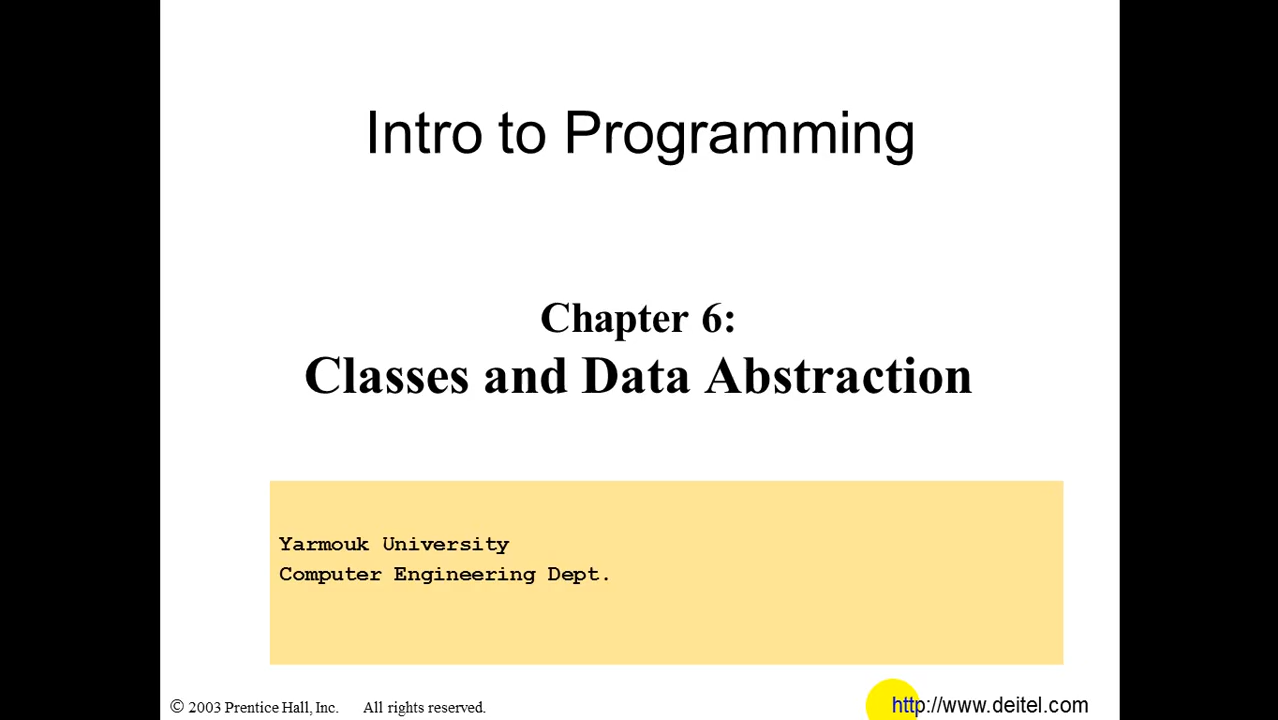 Intro to Programming
Chapter 6:
Classes and Data Abstraction
Yarmouk University
Computer Engineering Dept.
© 2003 Prentice Hall, Inc. All rights reserved.
http://www.deitel.com